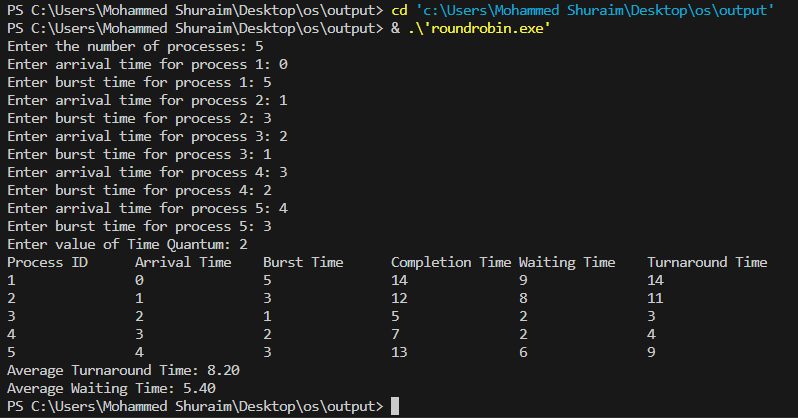 PS C:\Users\Mohammed Shuraim\Desktop\os\output> cd 'c:\Users\Mohammed Shuraim\Desktop\os\output'
PS C:\Users\Mohammed Shuraim\Desktop\os\output> & .\'roundrobin.exe'
Enter the number of processes: 5
Enter arrival time for process 1: 0
Enter burst time for process 1: 5
Enter arrival time for process 2: 1
Enter burst time for process 2: 3
Enter arrival time for process 3: 2
Enter burst time for process 3: 1
Enter arrival time for process 4: 3
Enter burst time for process 4: 2
Enter arrival time for process 5: 4
Enter burst time for process 5: 3
Enter value of Time Quantum: 2
Process ID Arrival Time Burst Time Completion Time Waiting Time Turnaround Time
1 0 5 14 9 14
2 1 3 12 8 11
3 2 1 5 2 3
4 3 2 7 2 4
5 4 3 13 6 9
Average Turnaround Time: 8.20
Average Waiting Time: 5.40
PS C:\Users\Mohammed Shuraim\Desktop\os\output>